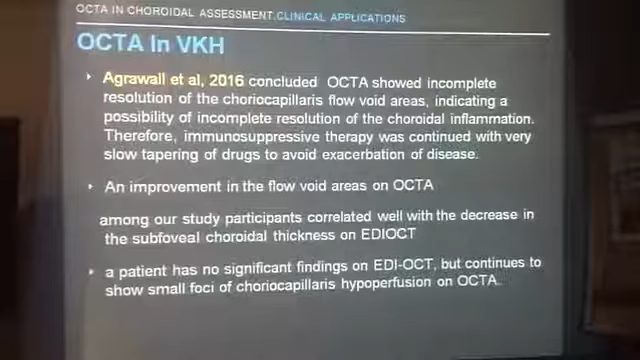 OCTA IN CHOROIDAL ASSESSMENT.CLINICAL APPLICATIONS
OCTA In VKH
Agrawall et al, 2016 concluded OCTA showed incomplete
resolution of the choriocapillaris flow void areas, indicating a
possibility of incomplete resolution of the choroidal inflammation.
Therefore, immunosuppressive therapy was continued with very
slow tapering of drugs to avoid exacerbation of disease.
An improvement in the flow void areas on OCTA
among our study participants correlated well with the decrease in
the subfoveal choroidal thickness on EDIOCT
a patient has no significant findings on EDI-OCT, but continues to
show small foci of choriocapillaris hypoperfusion on OCTA.